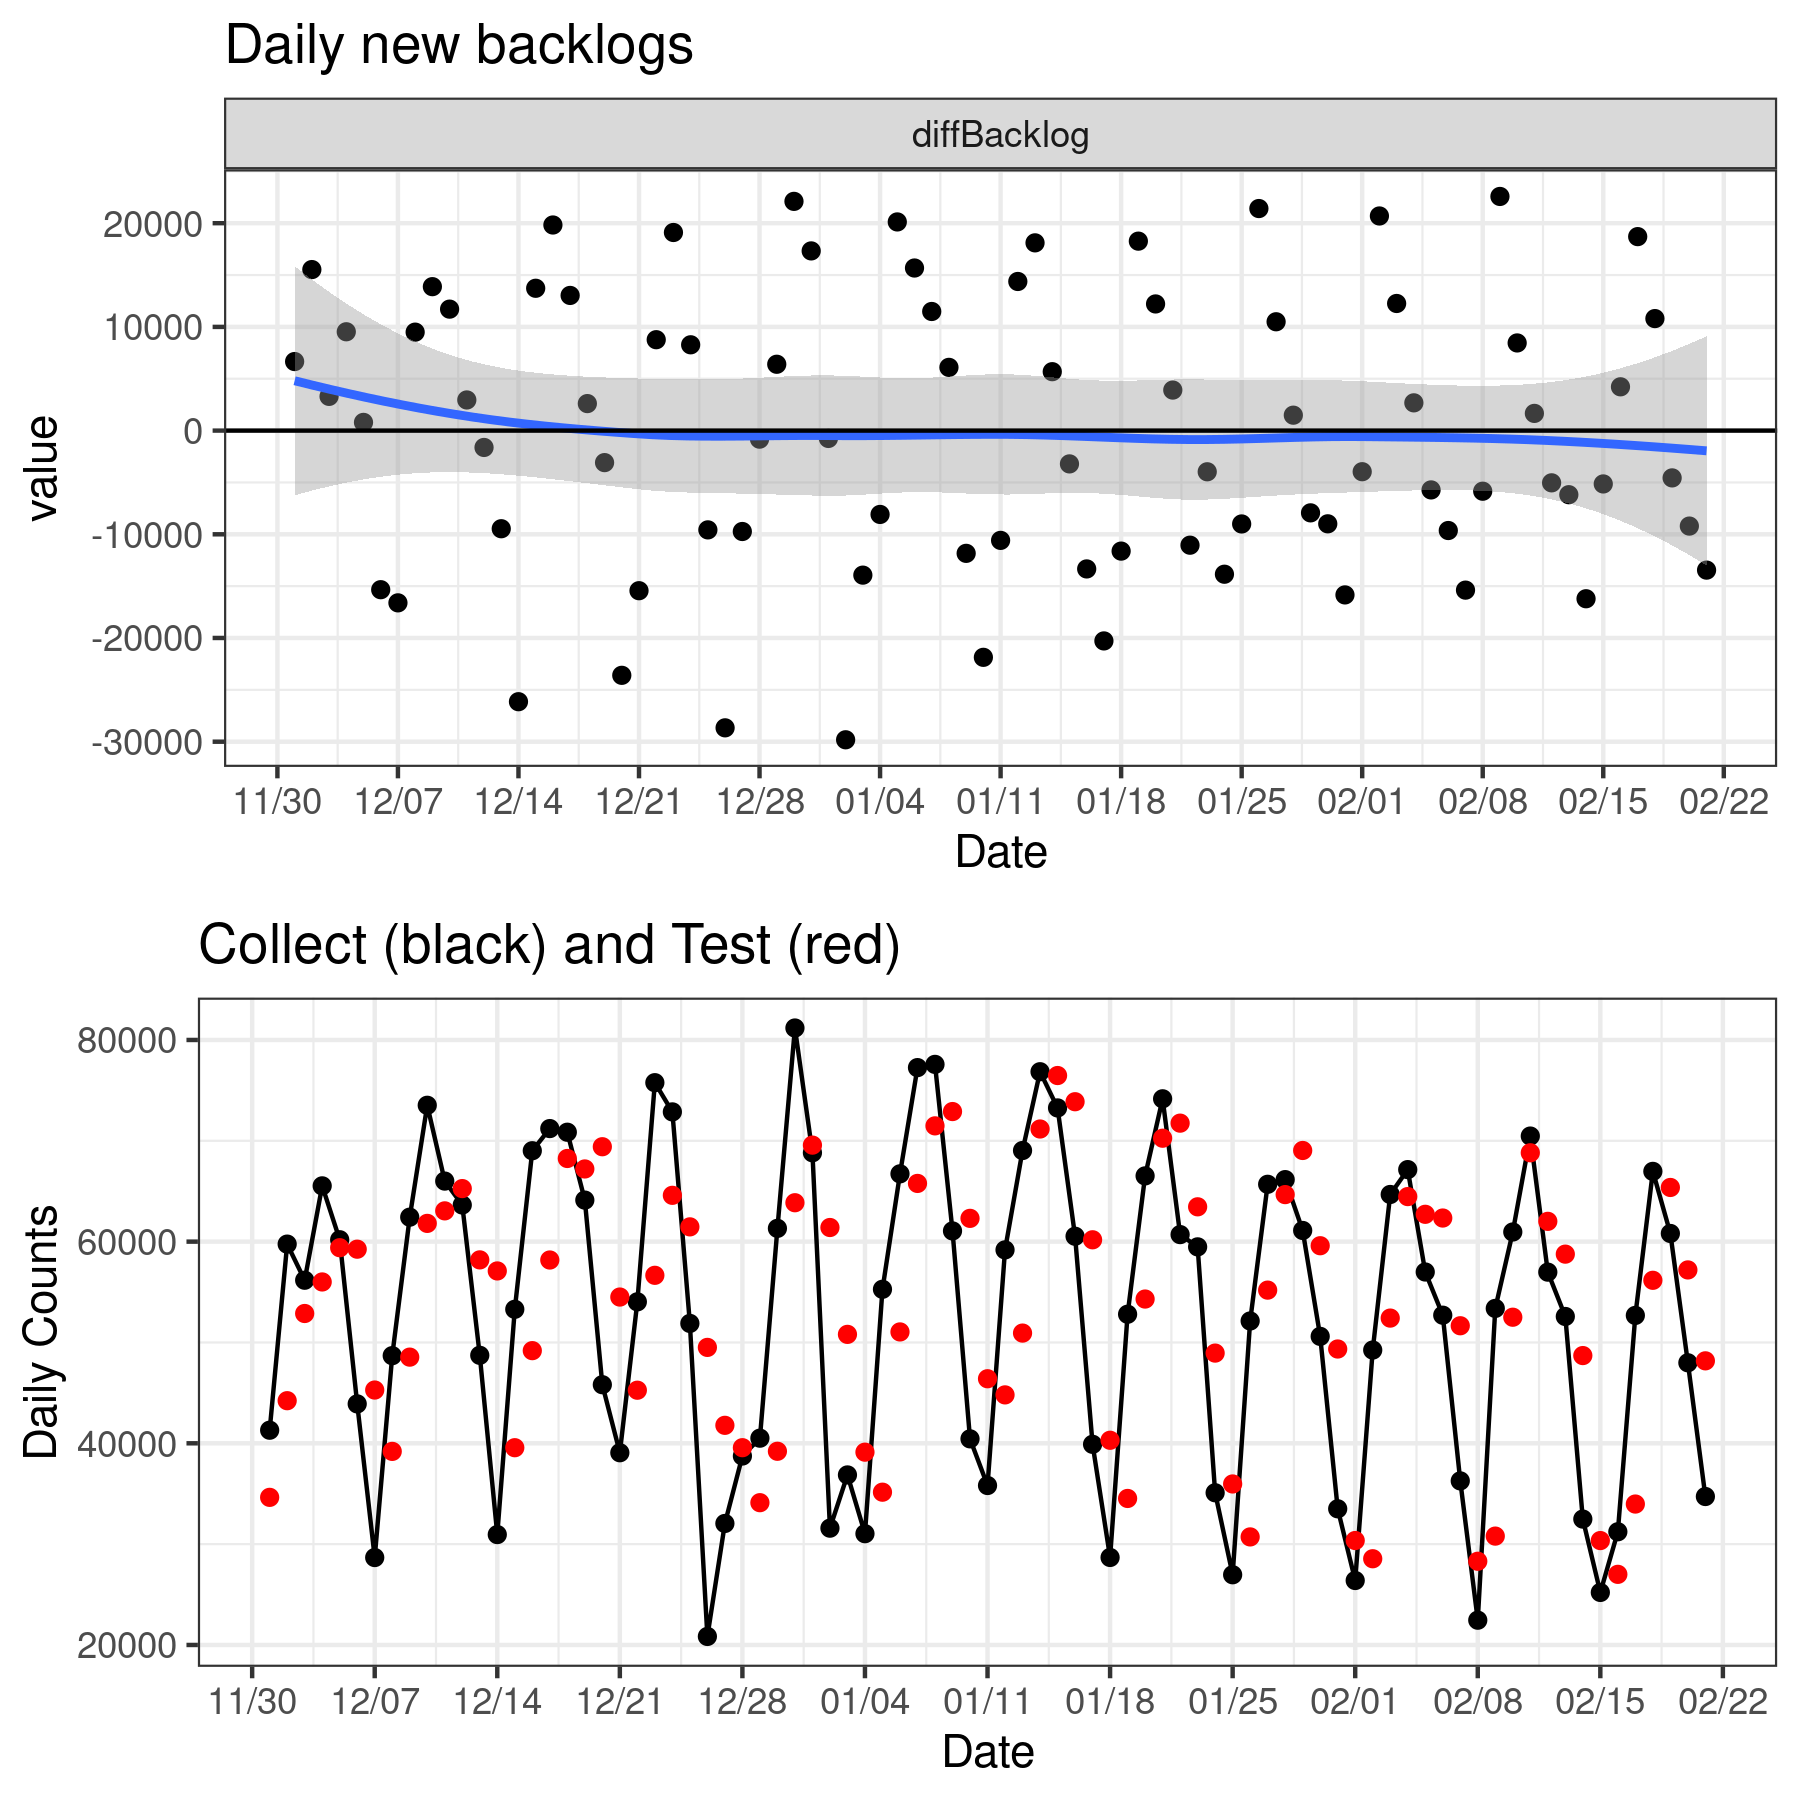 Daily new backlogs
diffBacklog
20000
10000
0
-10000
-20000
-30000
value
11/30 12/07 12/14 12/21 12/28 01/04 01/11 01/18 01/25 02/01 02/08 02/15 02/22
Date
Collect (black) and Test (red)
80000
60000
40000
20000
Daily Counts
11/30 12/07 12/14 12/21 12/28 01/04 01/11 01/18 01/25 02/01 02/08 02/15 02/22
Date